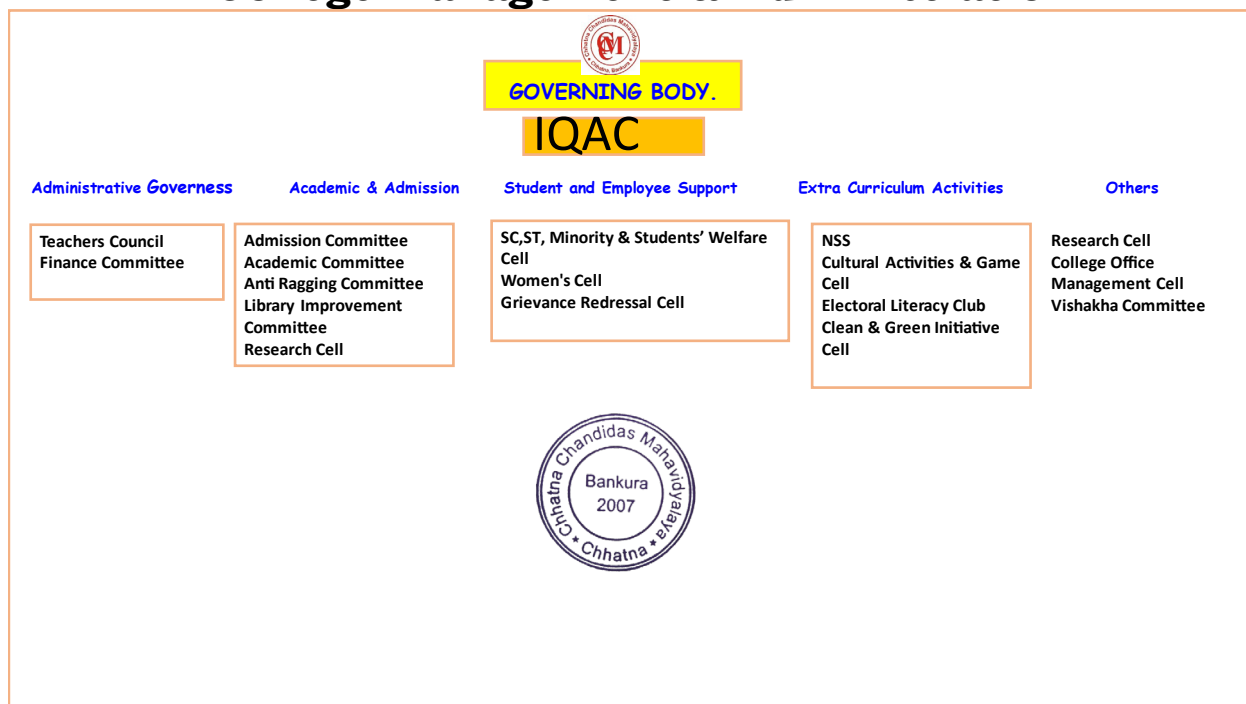 GOVERNING BODY.
IQAC
Administrative Governess
Academic & Admission
Student and Employee Support
Extra Curriculum Activities
Others
Teachers Council
Finance Committee
Admission Committee
Academic Committee
Anti Ragging Committee
Library Improvement
Committee
Research Cell
SC,ST, Minority & Students’ Welfare
Cell
Women's Cell
Grievance Redressal Cell
NSS
Cultural Activities & Game
Cell
Electoral Literacy Club
Clean & Green Initiative
Cell
Research Cell
College Office
Management Cell
Vishakha Committee
Chhatna Chandidas Mahavidyalaya
Bankura
2007
Chhatna